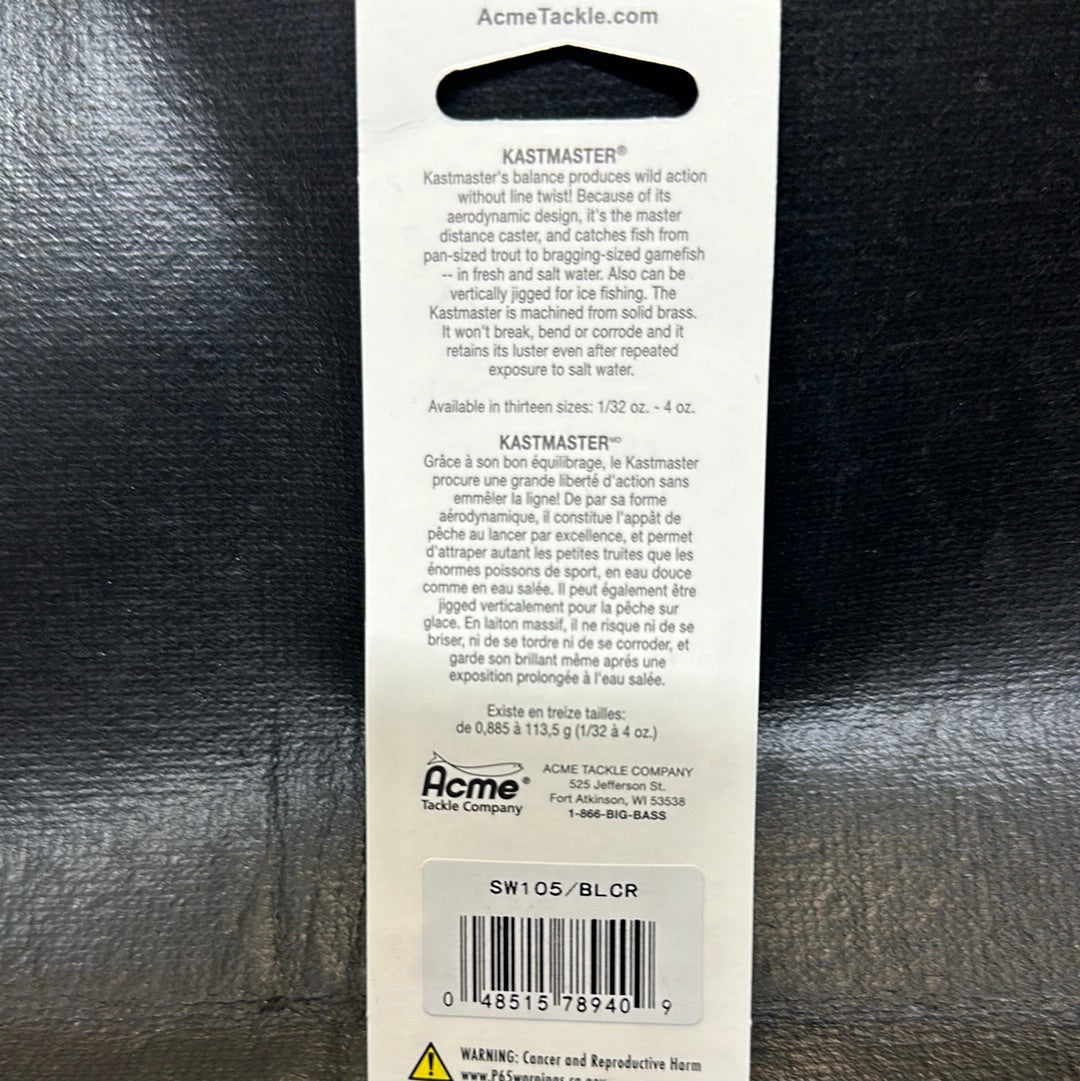 AcmeTackle.com
KASTMASTER®
Kastmaster's balance produces wild action
without line twist! Because of its
aerodynamic design, it's the master
distance caster, and catches fish from
pan-sized trout to bragging-sized gamefish
-- in fresh and salt water. Also can be
vertically jigged for ice fishing. The
Kastmaster is machined from solid brass.
It won't break, bend or corrode and it
retains its luster even after repeated
exposure to salt water.
Available in thirteen sizes: 1/32 oz. - 4 oz.
KASTMASTER MD
Grâce à son bon équilibrage, le Kastmaster
procure une grande liberté d'action sans
emmêler la ligne! De par sa forme
aérodynamique, il constitue l'appât de
pêche au lancer par excellence, et permet
d'attraper autant les petites truites que les
énormes poissons de sport, en eau douce
comme en eau salée. Il peut également être
jigged verticalement pour la pêche sur
glace. En laiton massif, il ne risque ni de se
briser, ni de se tordre ni de se corroder, et
garde son brillant même aprés une
exposition prolongée à l'eau salée.
Existe en treize tailles:
de 0,885 à 113,5 g (1/32 à 4 oz.)
Acme®
Tackle Company
ACME TACKLE COMPANY
525 Jefferson St.
Fort Atkinson, WI 53538
1-866-BIG-BASS
SW105/BLCR
0 48515 78940 9
WARNING: Cancer and Reproductive Harm
www.P65warnings.ca.gov